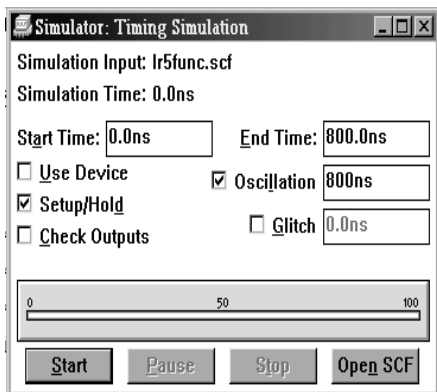 Simulator: Timing Simulation
Simulation Input: lr5func.scf
Simulation Time: 0.0ns
Start Time: 0.0ns End Time: 800.0ns
Use Device
Oscillation 800ns
Setup/Hold
Glitch 0.0ns
Check Outputs
0 50 100
Start Pause Stop Open SCF